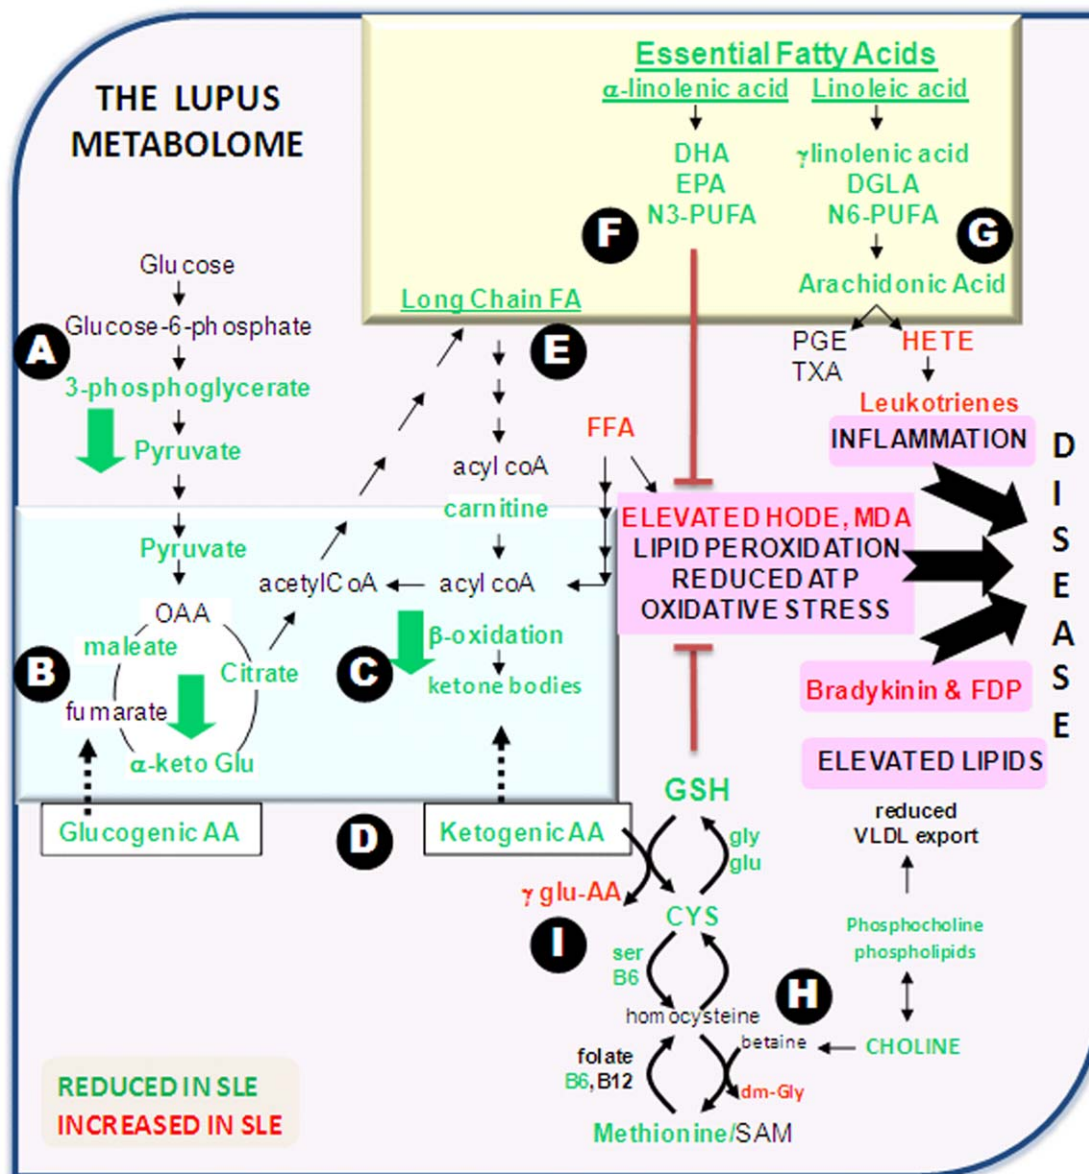 THE LUPUS
METABOLOME
Essential Fatty Acids
α-linolenic acid
Linoleic acid
DHA
EPA
N3-PUFA
γlinolenic acid
DGLA
N6-PUFA
F
G
Arachidonic Acid
Long Chain FA
PGE
TXA
HETE
Leukotrienes
Glucose
Glucose-6-phosphate
A
3-phosphoglycerate
Pyruvate
E
FFA
acyl coA
carnitine
INFLAMMATION
DISEASE
ELEVATED HODE, MDA
LIPID PEROXIDATION
REDUCED ATP
OXIDATIVE STRESS
Pyruvate
OAA
acetylCoA
acyl coA
maleate
Citrate
B
fumarate
α-keto Glu
C
β-oxidation
ketone bodies
Bradykinin & FDP
ELEVATED LIPIDS
Glucogenic AA
D
Ketogenic AA
GSH
gly
glu
γ glu-AA
CYS
I
ser
B6
reduced
VLDL export
Phosphocholine
phospholipids
H
homocysteine
betaine
CHOLINE
folate
B6, B12
dm-Gly
Methionine/SAM
REDUCED IN SLE
INCREASED IN SLE